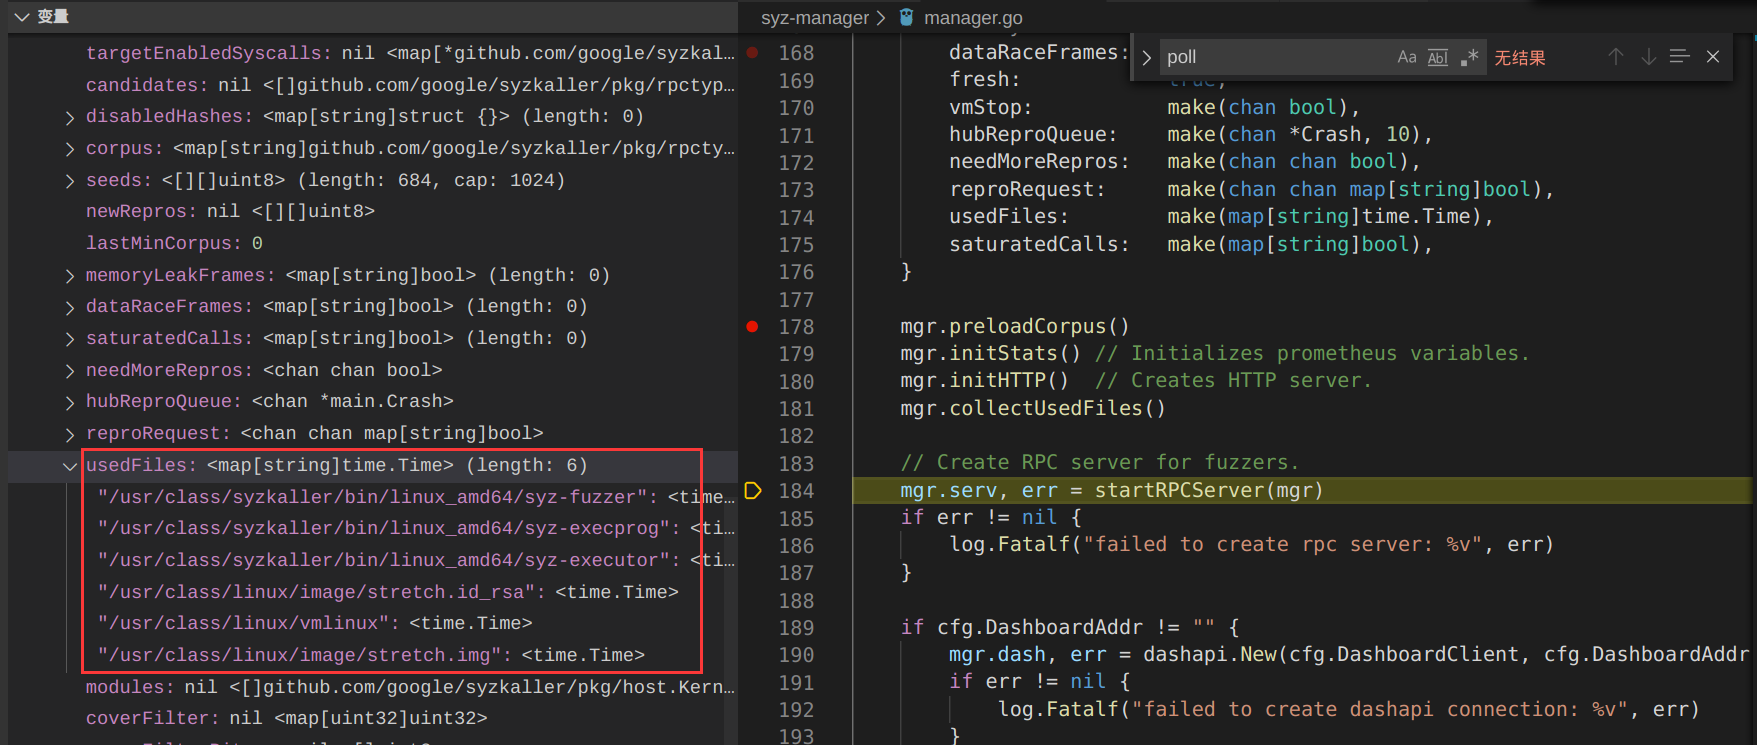 变量
targetEnabledSyscalls: nil <map[*github.com/google/syzkal…
candidates: nil <[]github.com/google/syzkaller/pkg/rpctyp…
disabledHashes: <map[string]struct {}> (length: 0)
corpus: <map[string]github.com/google/syzkaller/pkg/rpcty…
seeds: <[][]uint8> (length: 684, cap: 1024)
newRepros: nil <[][]uint8>
lastMinCorpus: 0
memoryLeakFrames: <map[string]bool> (length: 0)
dataRaceFrames: <map[string]bool> (length: 0)
saturatedCalls: <map[string]bool> (length: 0)
needMoreRepros: <chan chan bool>
hubReproQueue: <chan *main.Crash>
reproRequest: <chan chan map[string]bool>
usedFiles: <map[string]time.Time> (length: 6)
"/usr/class/syzkaller/bin/linux_amd64/syz-fuzzer": <time…
"/usr/class/syzkaller/bin/linux_amd64/syz-execprog": <ti…
"/usr/class/syzkaller/bin/linux_amd64/syz-executor": <ti…
"/usr/class/linux/image/stretch.id_rsa": <time.Time>
"/usr/class/linux/vmlinux": <time.Time>
"/usr/class/linux/image/stretch.img": <time.Time>
modules: nil <[]github.com/google/syzkaller/pkg/host.Kern…
coverFilter: nil <map[uint32]uint32>
syz-manager > manager.go
poll Aa Abl .* 无结果
168 dataRaceFrames:
169 fresh: true,
170 vmStop: make(chan bool),
171 hubReproQueue: make(chan *Crash, 10),
172 needMoreRepros: make(chan chan bool),
173 reproRequest: make(chan chan map[string]bool),
174 usedFiles: make(map[string]time.Time),
175 saturatedCalls: make(map[string]bool),
176 }
177
178 mgr.preloadCorpus()
179 mgr.initStats() // Initializes prometheus variables.
180 mgr.initHTTP() // Creates HTTP server.
181 mgr.collectUsedFiles()
182
183 // Create RPC server for fuzzers.
184 mgr.serv, err = startRPCServer(mgr)
185 if err != nil {
186 log.Fatalf("failed to create rpc server: %v", err)
187 }
188
189 if cfg.DashboardAddr != "" {
190 mgr.dash, err = dashapi.New(cfg.DashboardClient, cfg.DashboardAddr
191 if err != nil {
192 log.Fatalf("failed to create dashapi connection: %v", err)
193 }